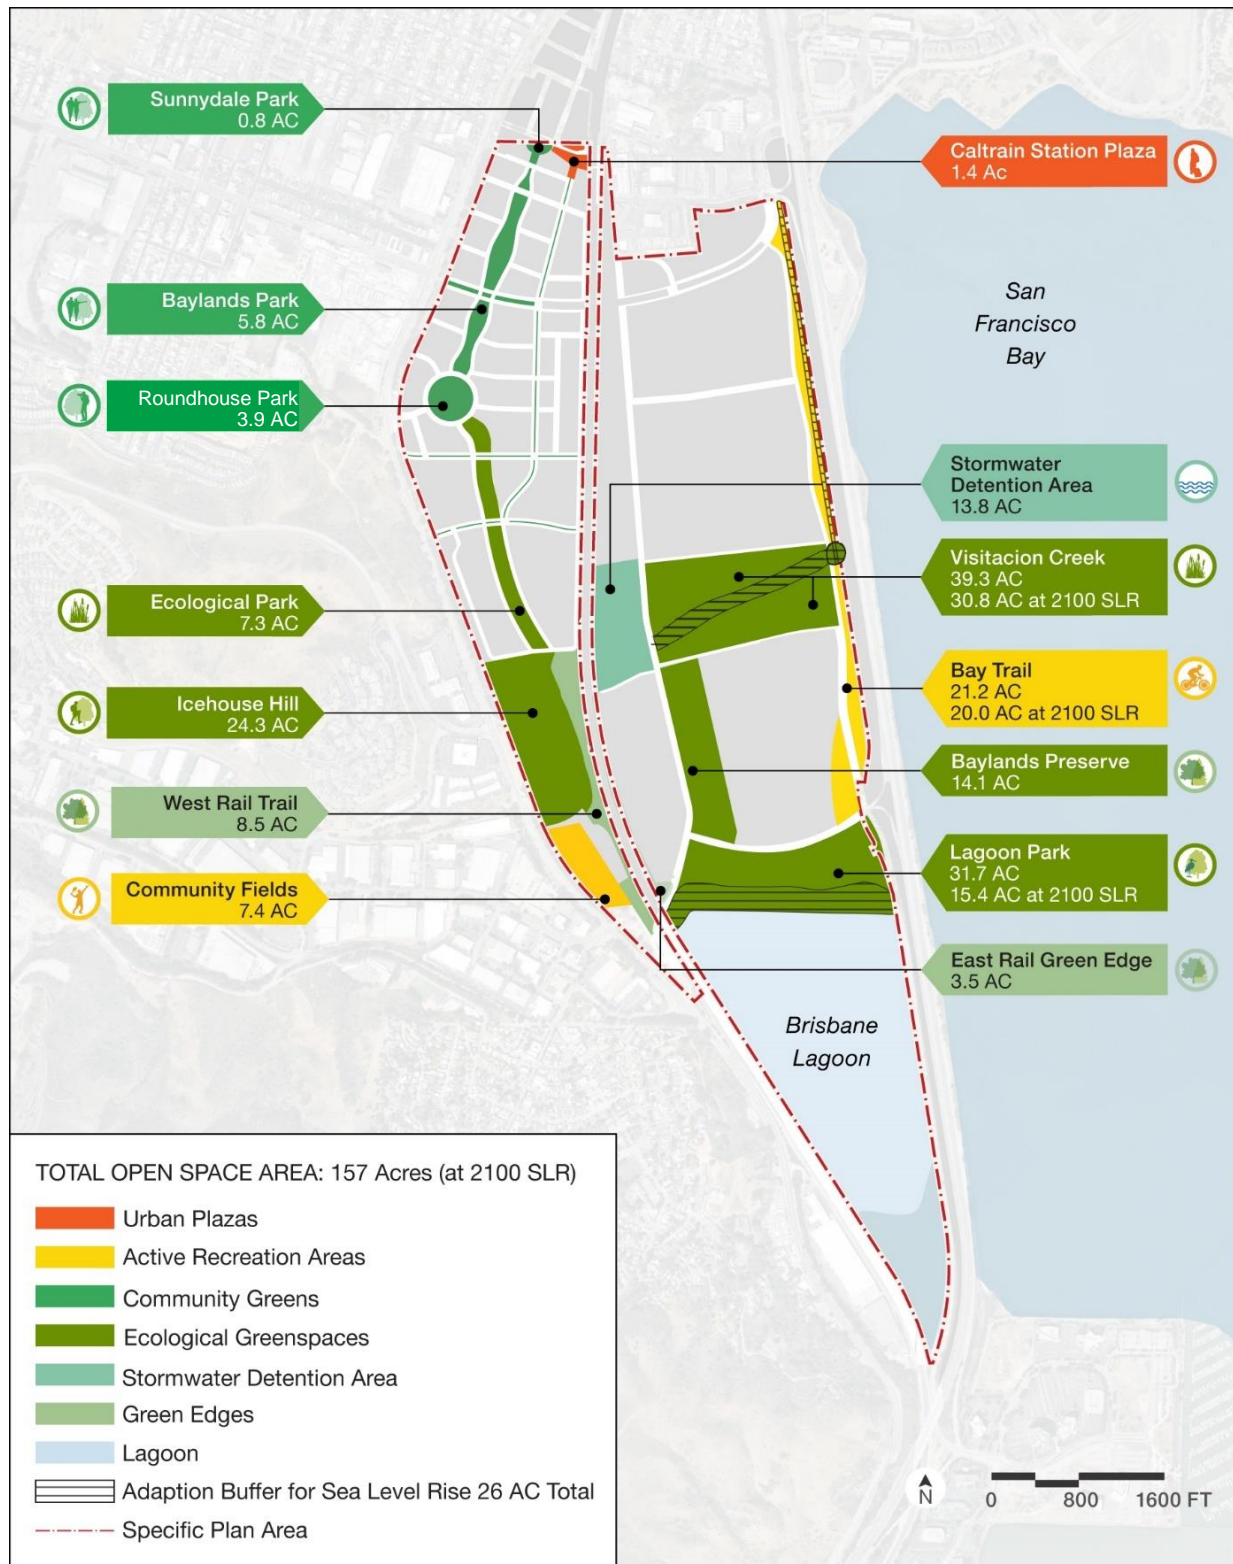 Sunnydale Park
0.8 AC
Caltrain Station Plaza
1.4 Ac
Baylands Park
5.8 AC
San
Francisco
Bay
Roundhouse Park
3.9 AC
Stormwater
Detention Area
13.8 AC
Visitacion Creek
39.3 AC
30.8 AC at 2100 SLR
Ecological Park
7.3 AC
Bay Trail
21.2 AC
20.0 AC at 2100 SLR
Icehouse Hill
24.3 AC
Baylands Preserve
14.1 AC
West Rail Trail
8.5 AC
Lagoon Park
31.7 AC
15.4 AC at 2100 SLR
Community Fields
7.4 AC
East Rail Green Edge
3.5 AC
Brisbane
Lagoon
TOTAL OPEN SPACE AREA: 157 Acres (at 2100 SLR)
Urban Plazas
Active Recreation Areas
Community Greens
Ecological Greenspaces
Stormwater Detention Area
Green Edges
Lagoon
Adaption Buffer for Sea Level Rise 26 AC Total
Specific Plan Area
N
0 800 1600 FT